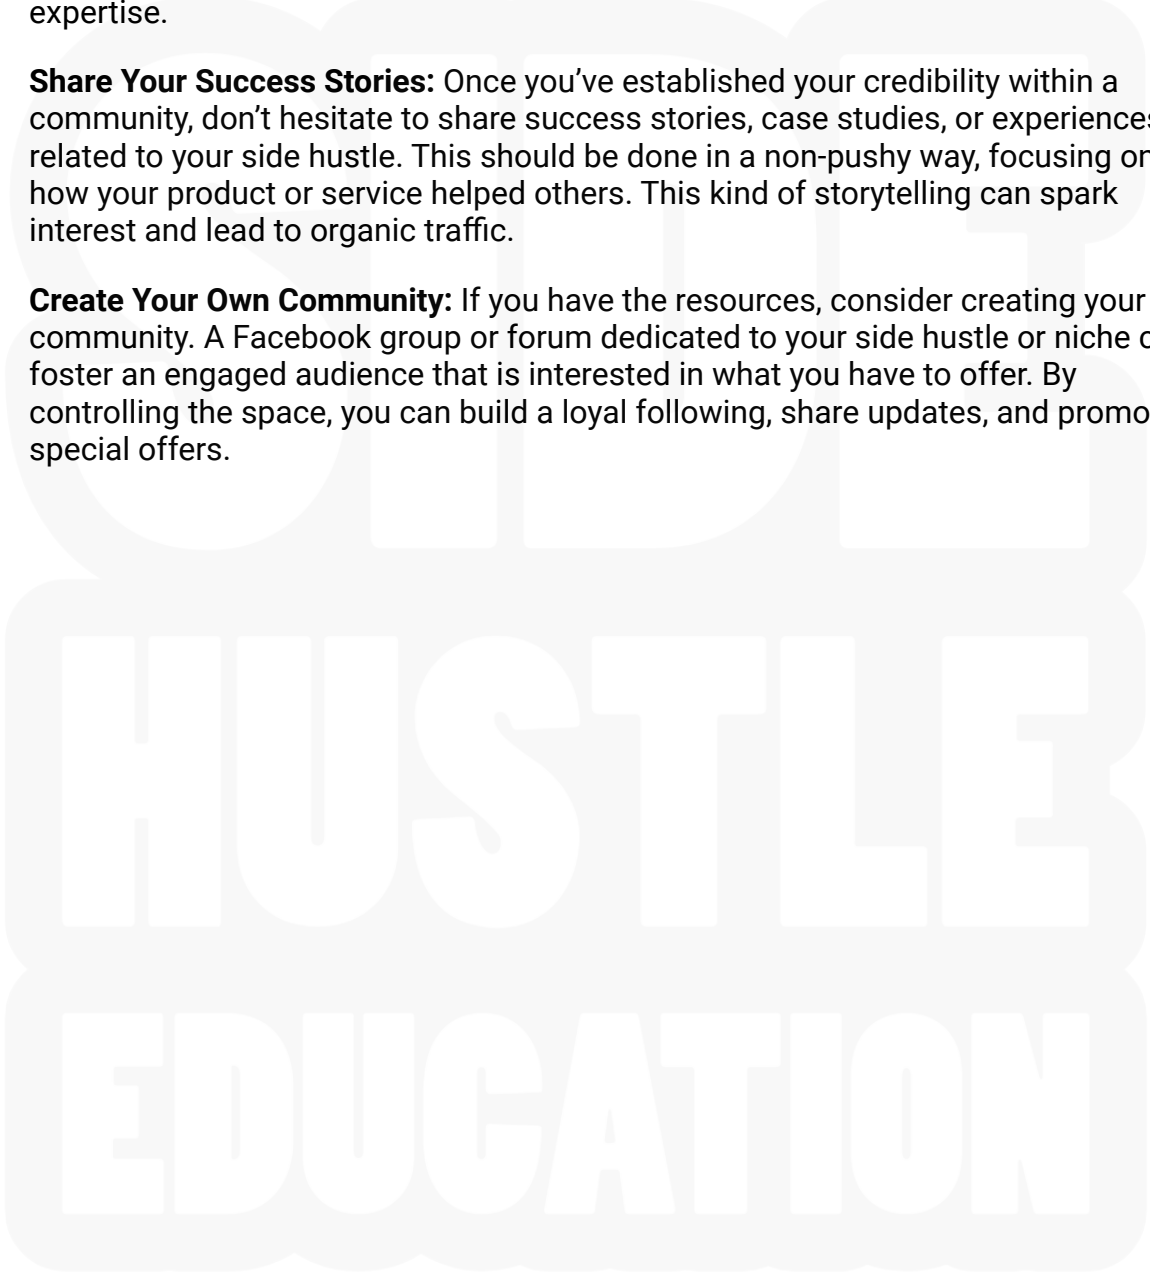 expertise.
Share Your Success Stories: Once you’ve established your credibility within a
community, don’t hesitate to share success stories, case studies, or experiences
related to your side hustle. This should be done in a non-pushy way, focusing on
how your product or service helped others. This kind of storytelling can spark
interest and lead to organic traffic.
Create Your Own Community: If you have the resources, consider creating your
community. A Facebook group or forum dedicated to your side hustle or niche
foster an engaged audience that is interested in what you have to offer. By
controlling the space, you can build a loyal following, share updates, and
special offers.
SIDE
HUSTLE
EDUCATION